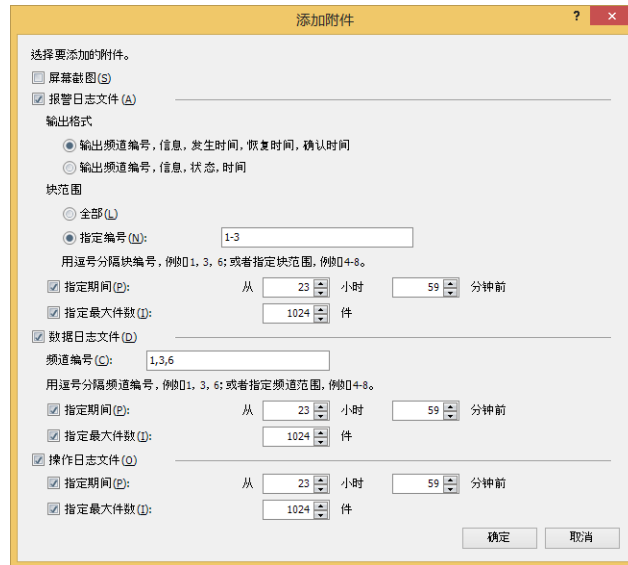 添加附件
? ×
选择要添加的附件。
屏幕截图(S)
报警日志文件(A)
输出格式
输出频道编号,信息,发生时间,恢复时间,确认时间
输出频道编号,信息,状态,时间
块范围
全部(L)
指定编号(N): 1-3
用逗号分隔块编号,例如1, 3, 6;或者指定块范围,例如4-8。
指定期间(P): 从 23 小时 59 分钟前
指定最大件数(I): 1024 件
数据日志文件(D)
频道编号(C): 1,3,6
用逗号分隔频道编号,例如1, 3, 6;或者指定频道范围,例如4-8。
指定期间(P): 从 23 小时 59 分钟前
指定最大件数(I): 1024 件
操作日志文件(O)
指定期间(P): 从 23 小时 59 分钟前
指定最大件数(I): 1024 件
确定 取消